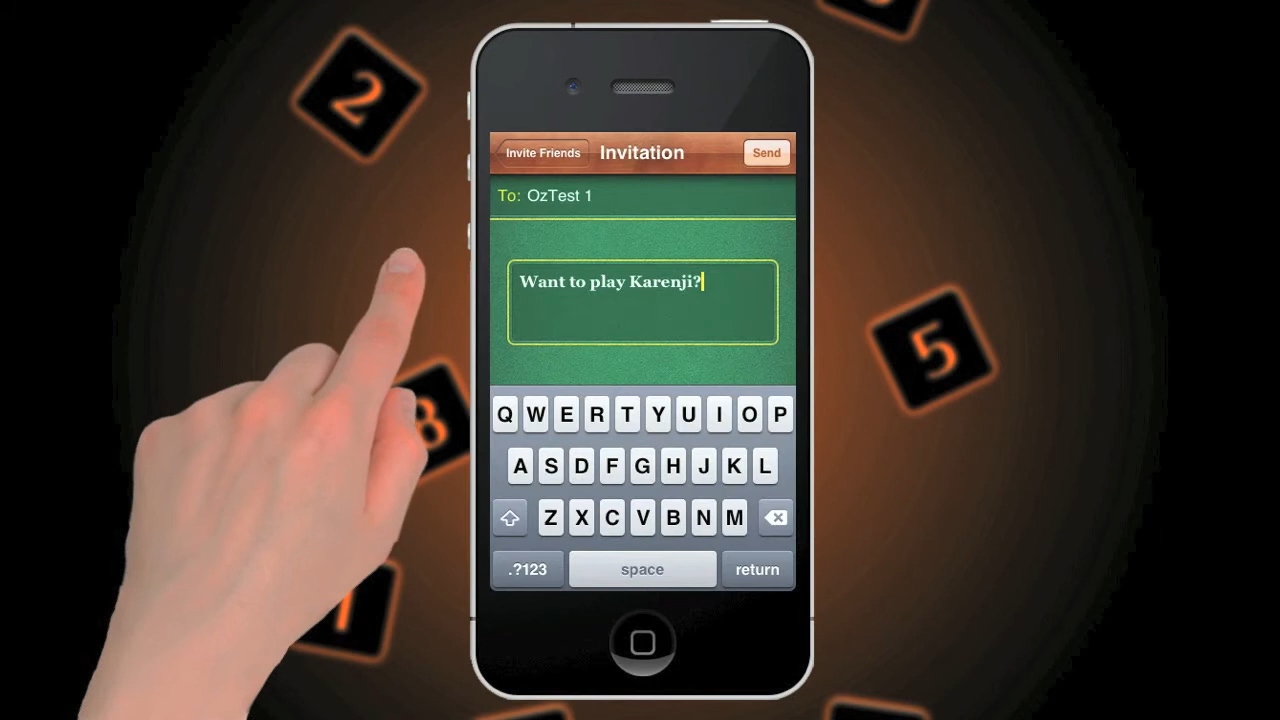 2
Invite Friends Invitation Send
To: OzTest 1
Want to play Karenji?
5
8
Q W E R T Y U I O P
A S D F G H J K L
Z X C V B N M
.?123 space return
1